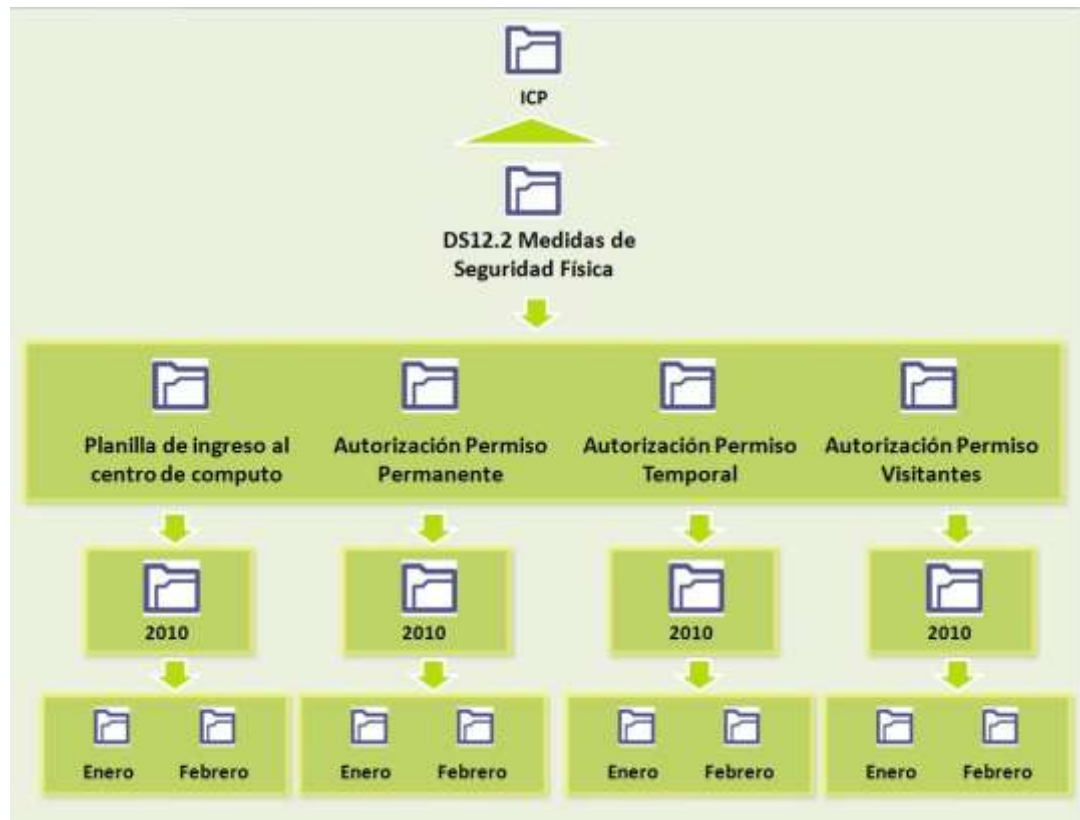 ICP
DS12.2 Medidas de
Seguridad Física
Planilla de ingreso al
centro de computo
Autorización Permiso
Permanente
Autorización Permiso
Temporal
Autorización Permiso
Visitantes
2010
2010
2010
2010
Enero
Febrero
Enero
Febrero
Enero
Febrero
Enero
Febrero